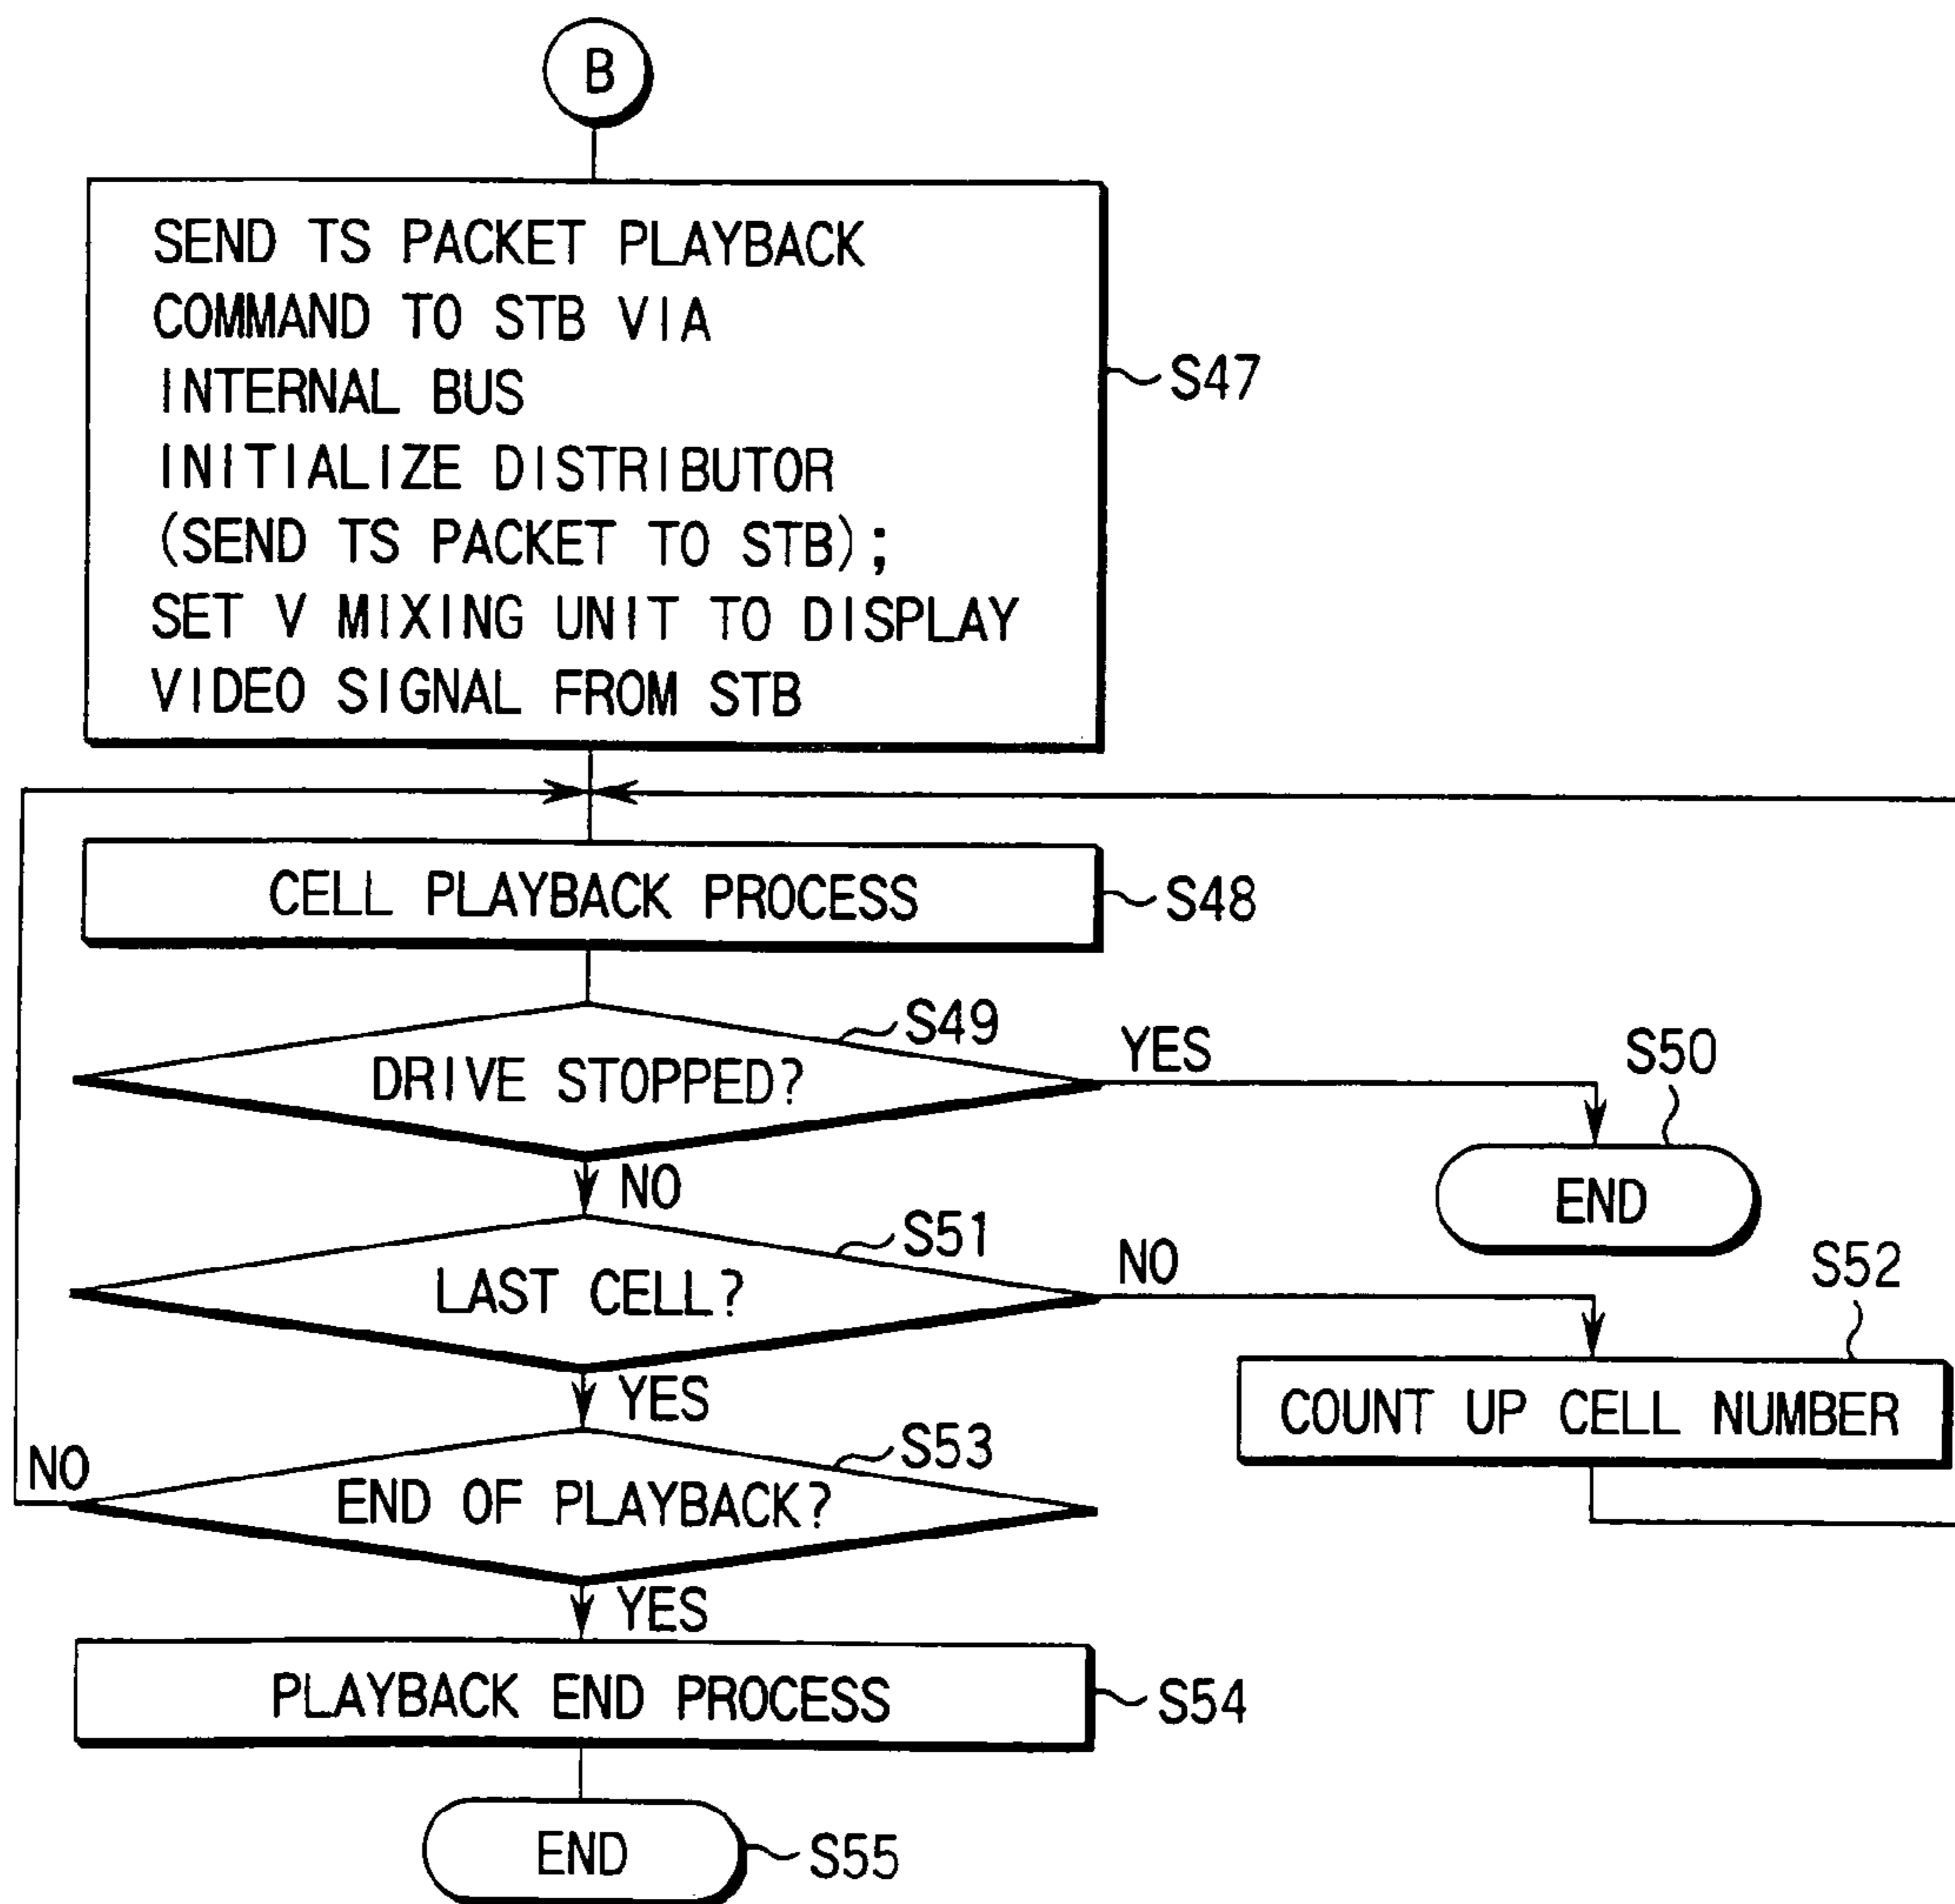 B
SEND TS PACKET PLAYBACK
COMMAND TO STB VIA
INTERNAL BUS
INITIALIZE DISTRIBUTOR
(SEND TS PACKET TO STB);
SET V MIXING UNIT TO DISPLAY
VIDEO SIGNAL FROM STB
S47
CELL PLAYBACK PROCESS
S48
S49
DRIVE STOPPED?
YES
S50
END
NO
S51
LAST CELL?
NO
S52
COUNT UP CELL NUMBER
YES
S53
NO
END OF PLAYBACK?
YES
PLAYBACK END PROCESS
S54
END
S55